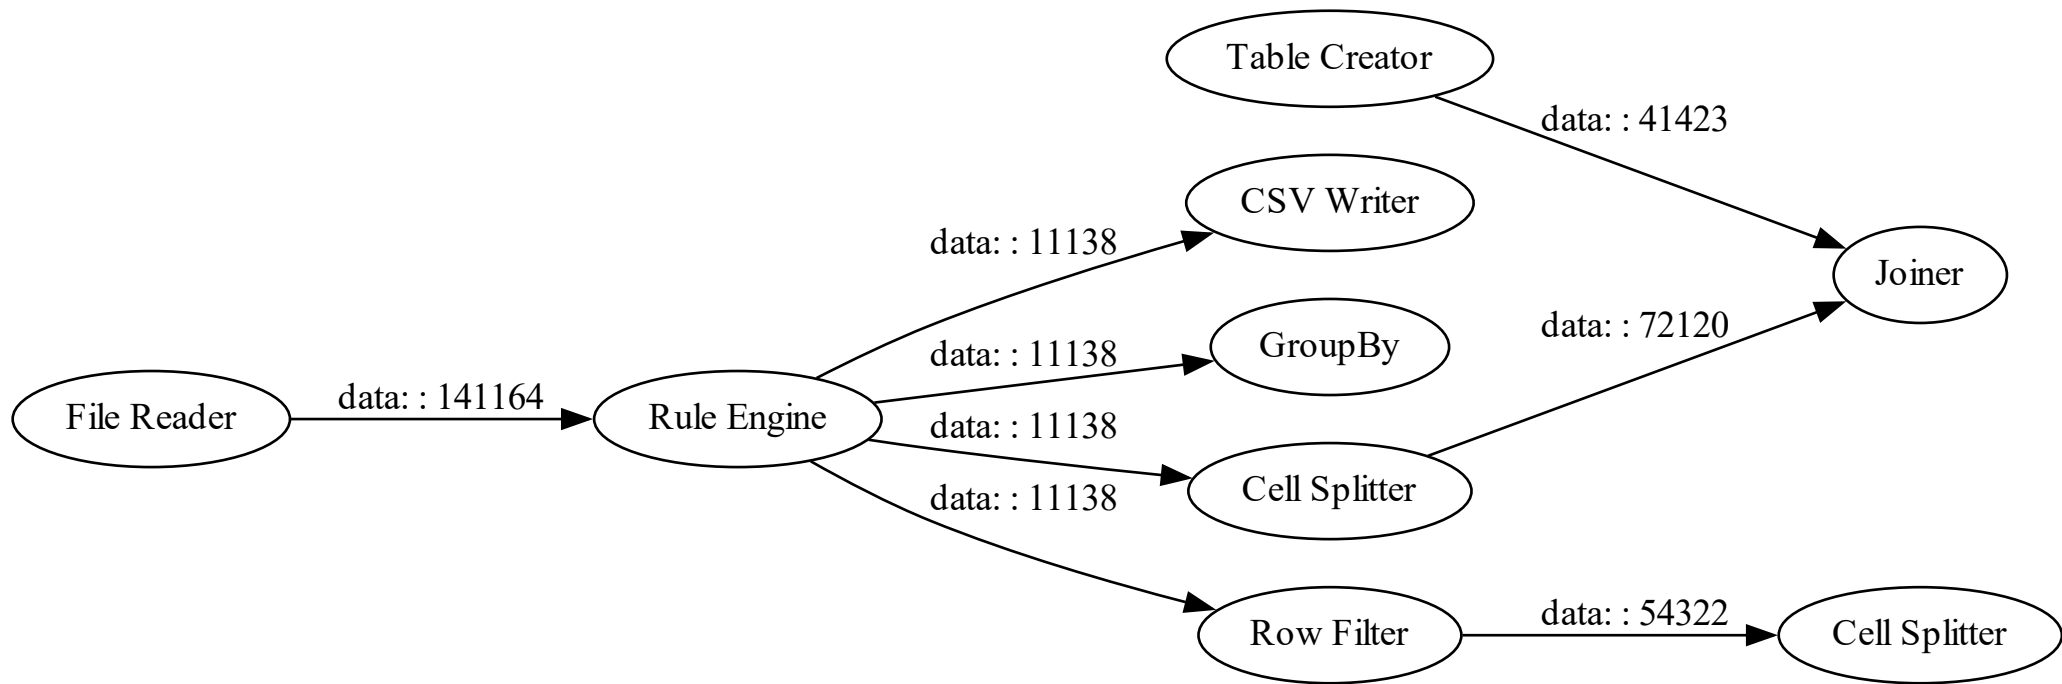 Table Creator
data: : 41423
CSV Writer
data: : 11138
Joiner
data: : 72120
GroupBy
data: : 11138
File Reader
data: : 141164
Rule Engine
data: : 11138
Cell Splitter
data: : 11138
Row Filter
data: : 54322
Cell Splitter